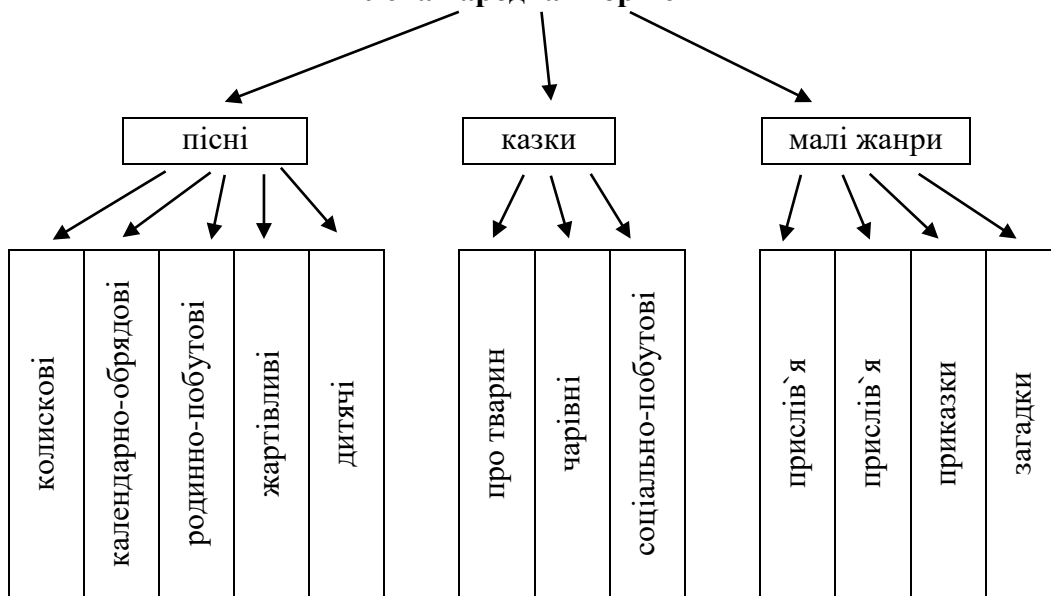 пісні
казки
малі жанри
колискові
календарно-обрядові
родинно-побутові
жартівливі
дитячі
про тварин
чарівні
соціально-побутові
прислів`я
прислів`я
приказки
загадки